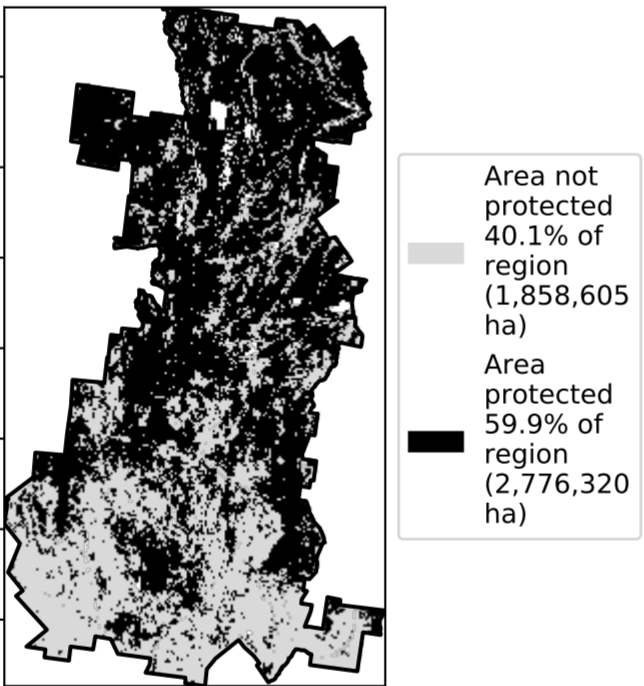 Area not
protected
40.1% of
region
(1,858,605
ha)
Area
protected
59.9% of
region
(2,776,320
ha)